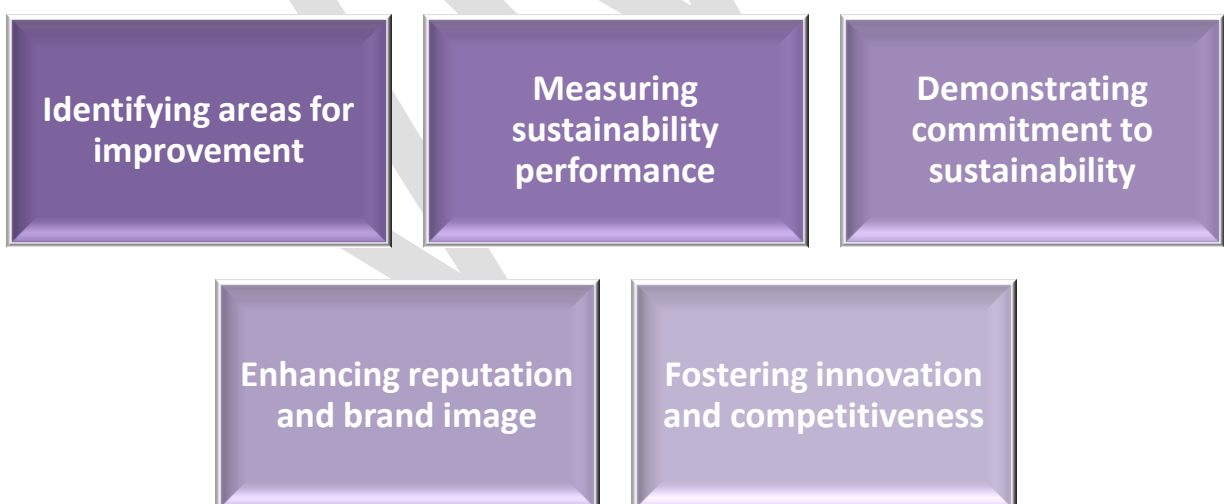 Identifying areas for
improvement
Measuring
sustainability
performance
Demonstrating
commitment to
sustainability
Enhancing reputation
and brand image
Fostering innovation
and competitiveness